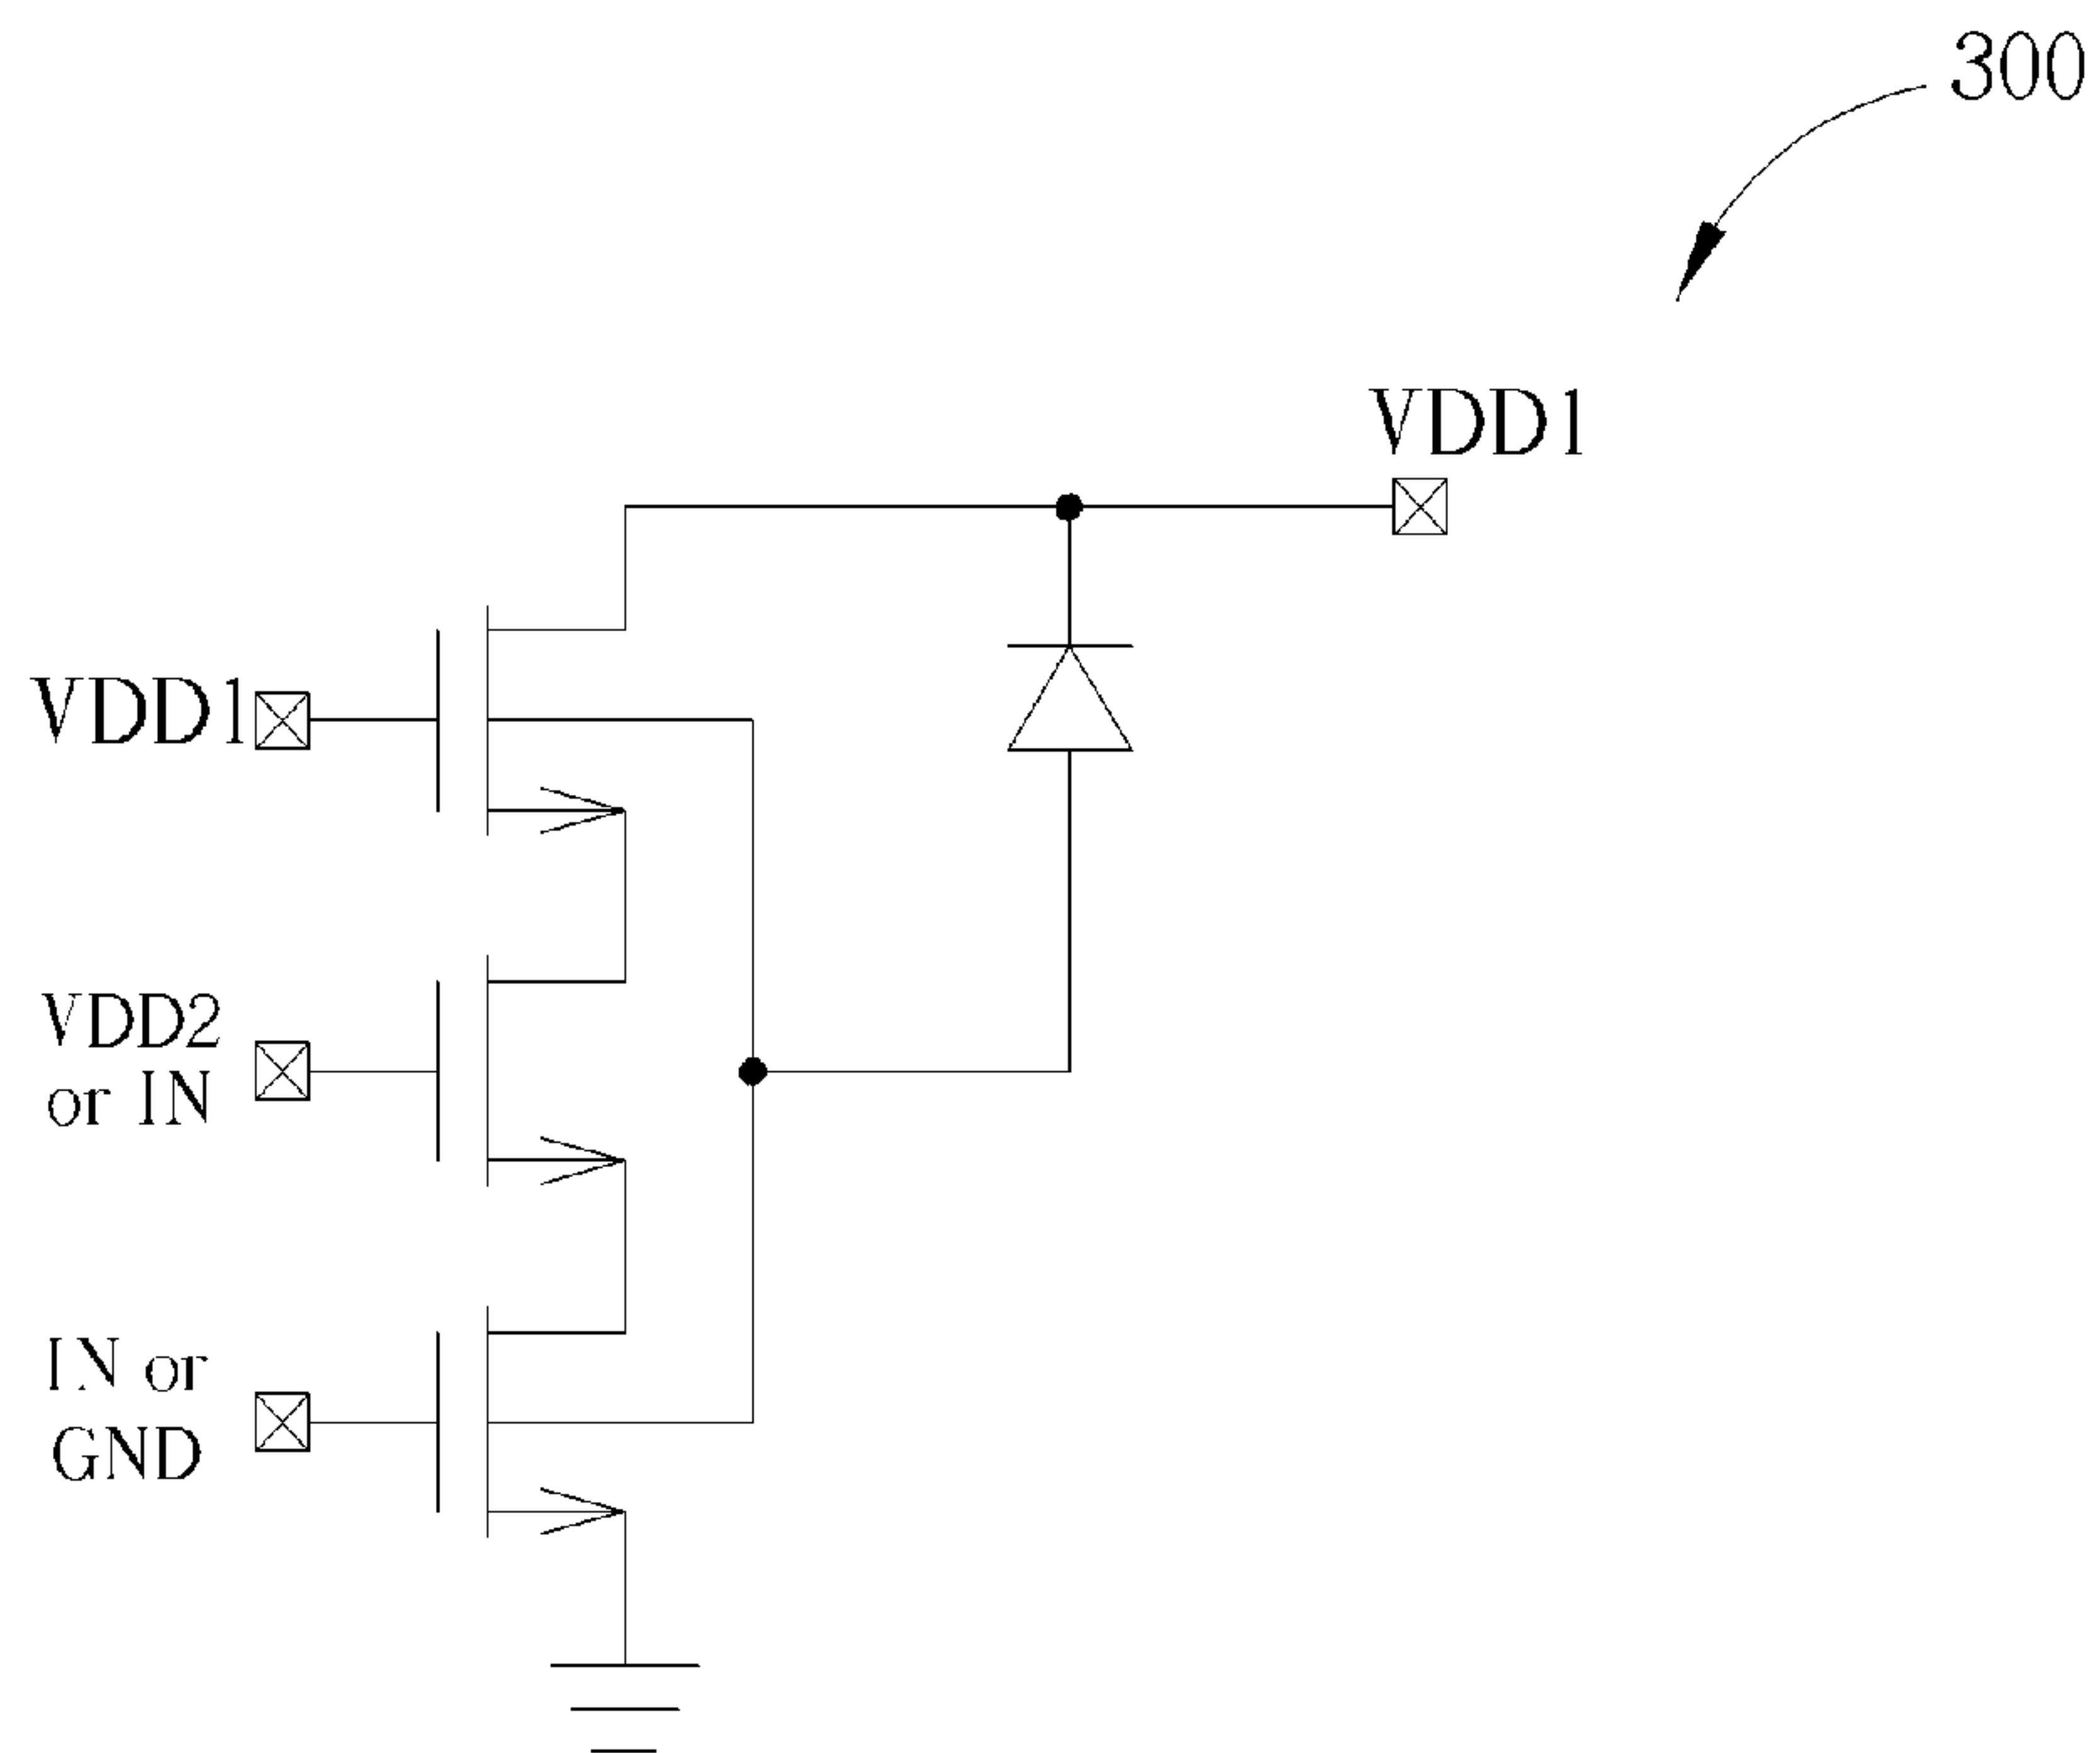 300
VDD1
VDD1
VDD2
or IN
IN or
GND